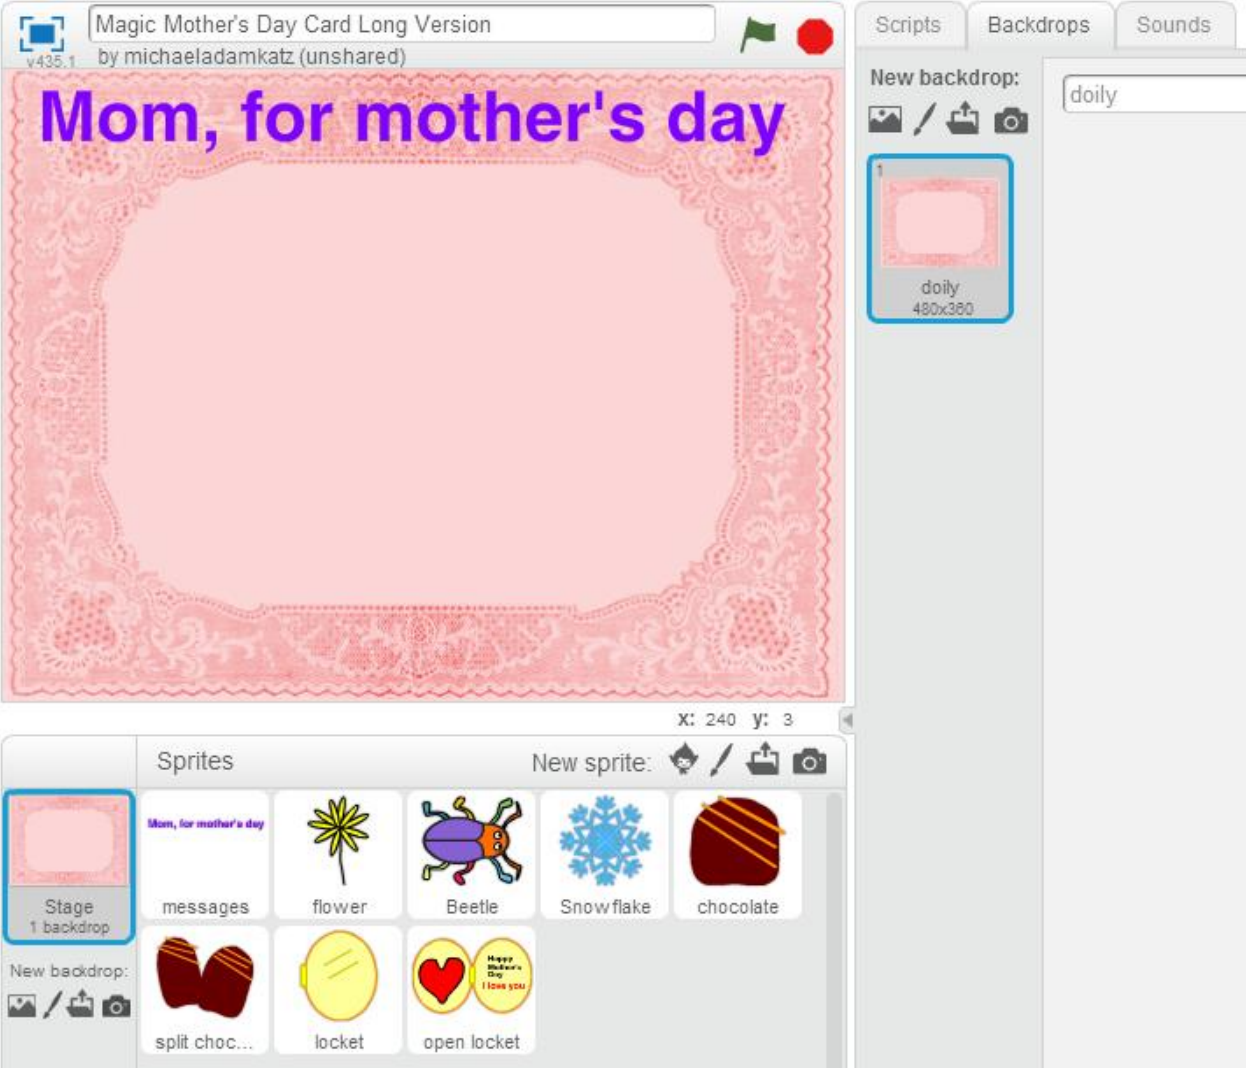 Magic Mother's Day Card Long Version
by michaeladamkatz (unshared)
v435.1
Mom, for mother's day
x: 240 y: 3
Scripts
Backdrops
Sounds
New backdrop:
doily
1
doily
480x360
Sprites
New sprite:
Stage
1 backdrop
New backdrop:
Mom, for mother's day
messages
flower
Beetle
Snowflake
chocolate
split choc...
locket
Happy
Mother's
Day
I love you
open locket